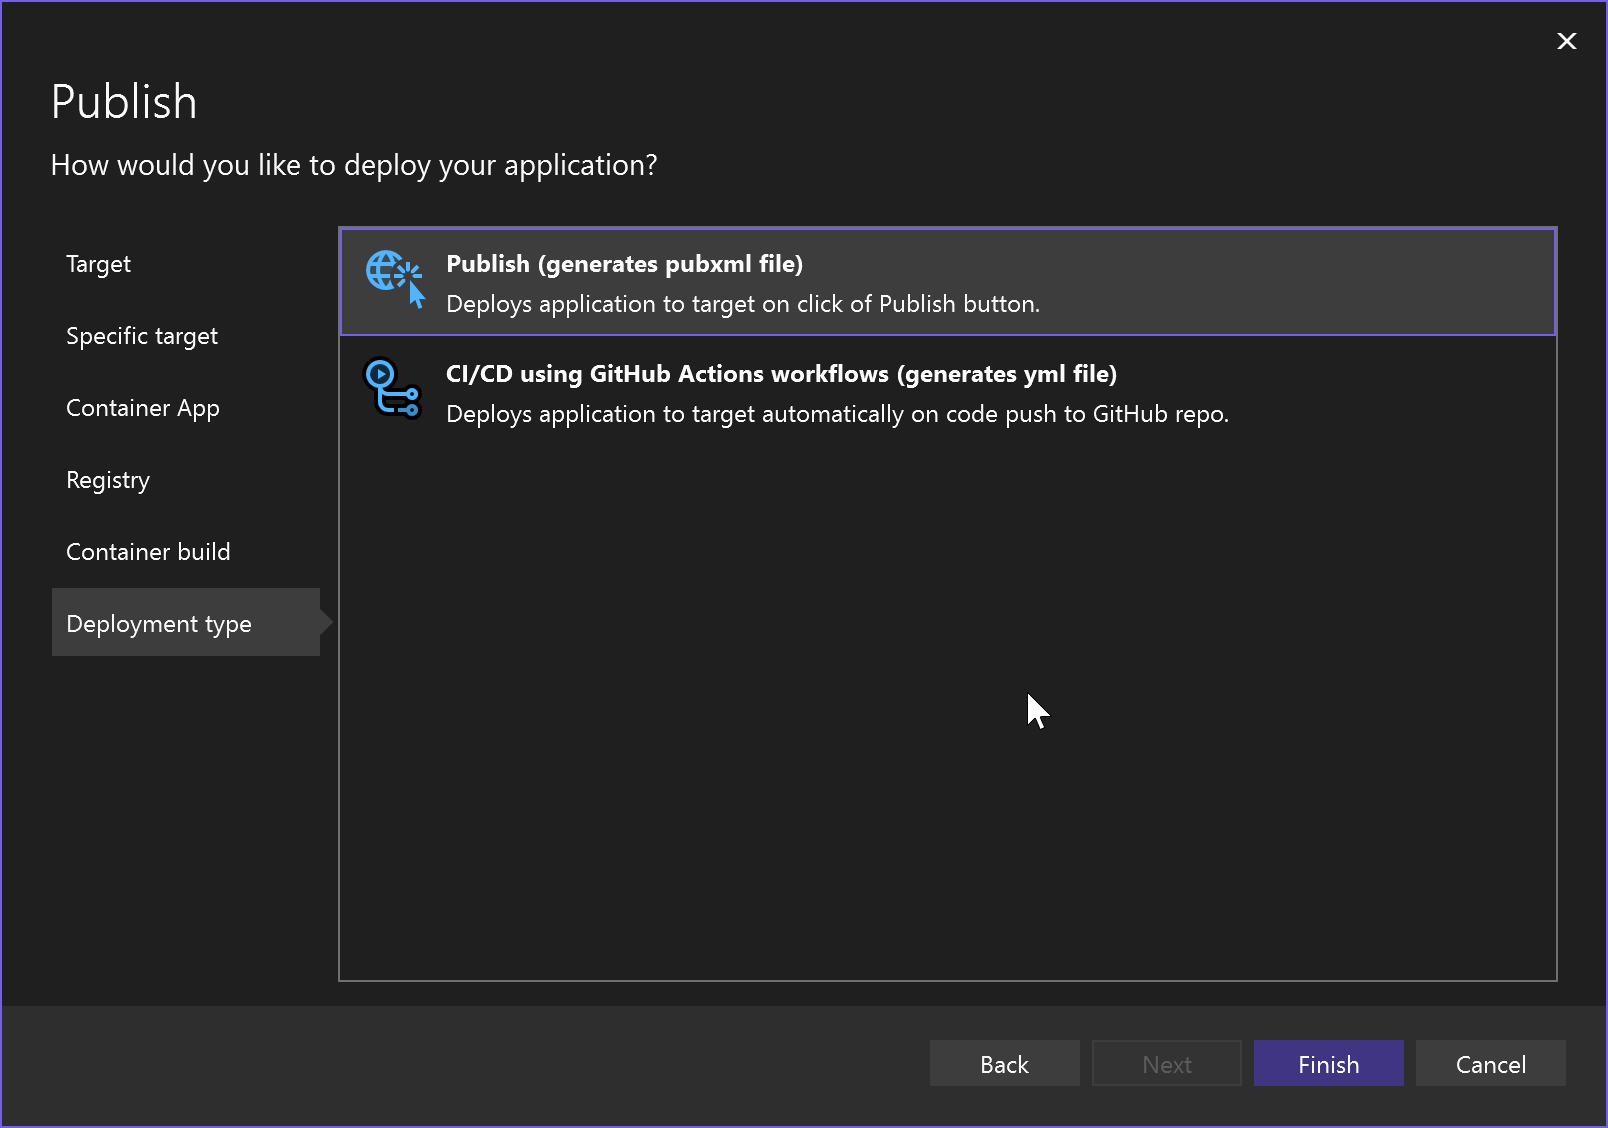 Publish
How would you like to deploy your application?
Target
Specific target
Container App
Registry
Container build
Deployment type
Publish (generates pubxml file)
Deploys application to target on click of Publish button.
CI/CD using GitHub Actions workflows (generates yml file)
Deploys application to target automatically on code push to GitHub repo.
Back
Next
Finish
Cancel